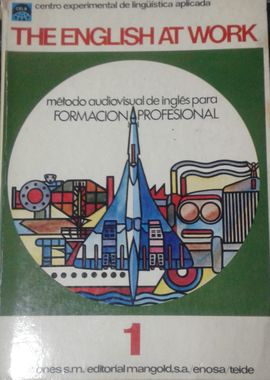 CELA
centro experimental de lingüística aplicada
THE ENGLISH AT WORK
método audiovisual de inglés para
FORMACION PROFESIONAL
1
ones s.m. editorial mangold,s.a./enosa/teide